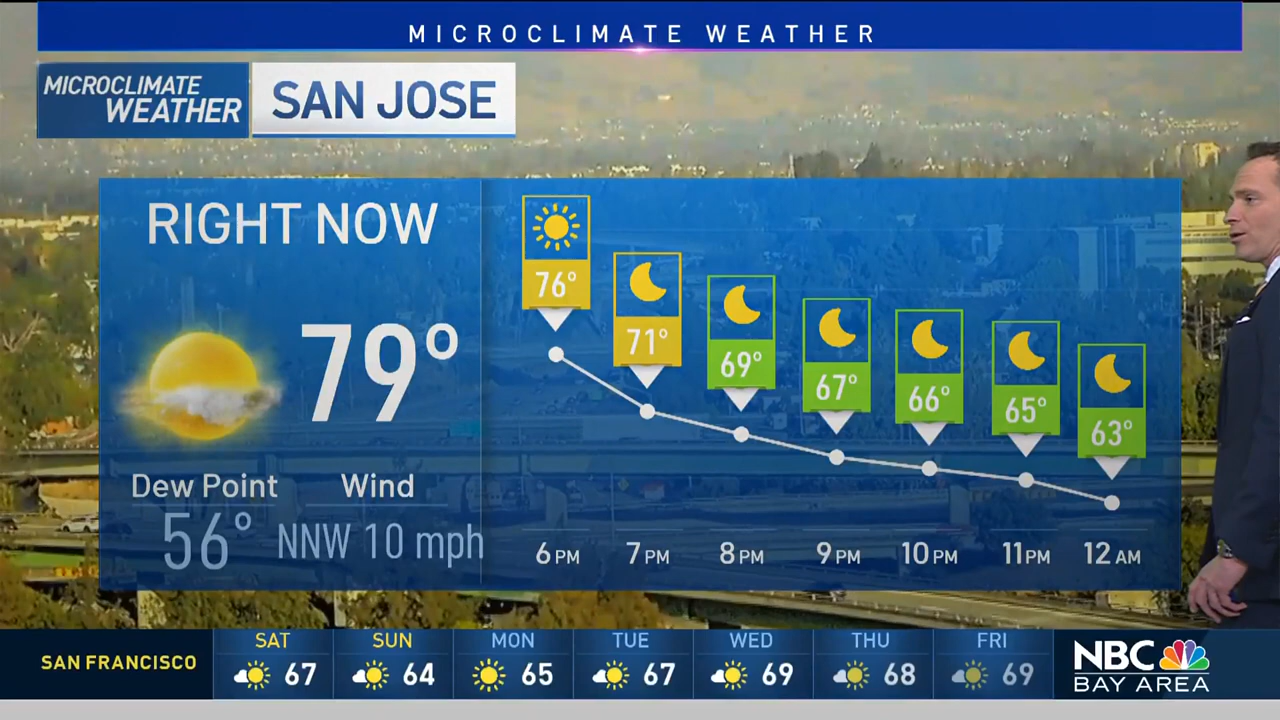 MICROCLIMATE WEATHER
MICROCLIMATE
WEATHER
SAN JOSE
RIGHT NOW
79°
Dew Point
56°
Wind
NNW 10 mph
76°
71°
69°
67°
66°
65°
63°
6 PM
7 PM
8 PM
9 PM
10 PM
11 PM
12 AM
SAN FRANCISCO
SAT
67
SUN
64
MON
65
TUE
67
WED
69
THU
68
FRI
69
NBC
BAY AREA